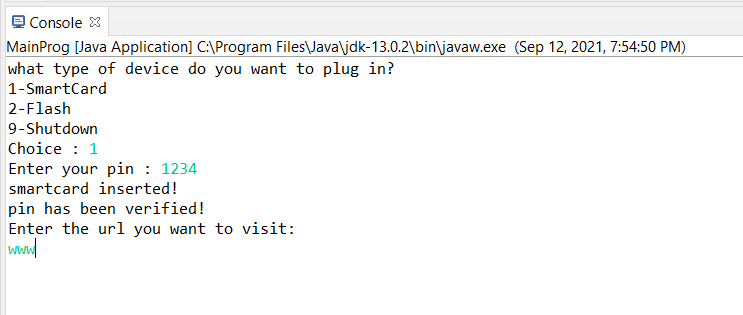 Console
MainProg [Java Application] C:\Program Files\Java\jdk-13.0.2\bin\javaw.exe (Sep 12, 2021, 7:54:50 PM)
what type of device do you want to plug in?
1-SmartCard
2-Flash
9-Shutdown
Choice : 1
Enter your pin : 1234
smartcard inserted!
pin has been verified!
Enter the url you want to visit:
www